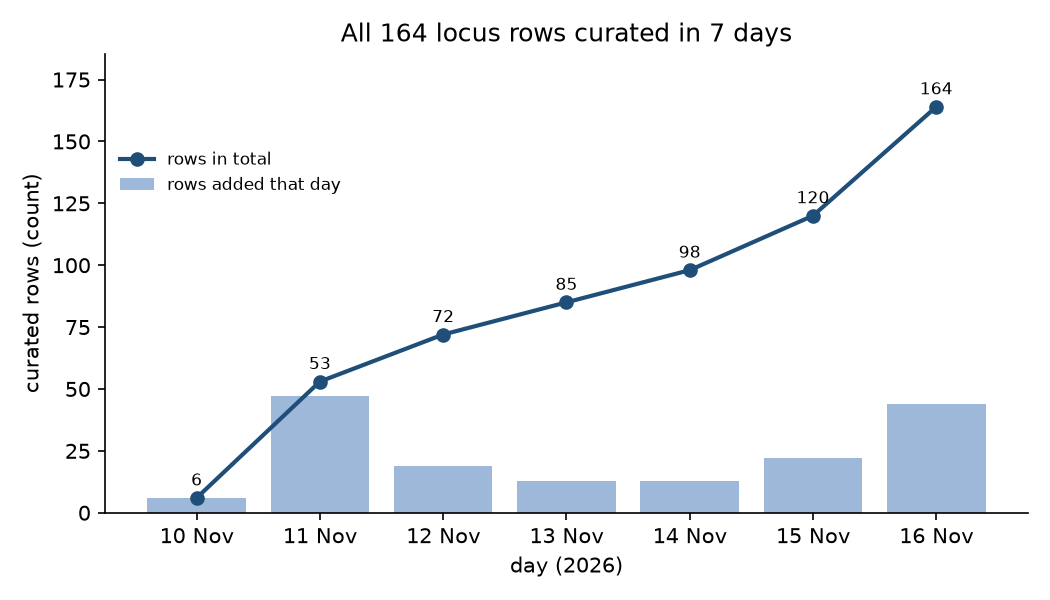 All 164 locus rows curated in 7 days
curated rows (count)
175
150
125
100
75
50
25
0
rows in total
rows added that day
6
53
72
85
98
120
164
10 Nov
11 Nov
12 Nov
13 Nov
14 Nov
15 Nov
16 Nov
day (2026)